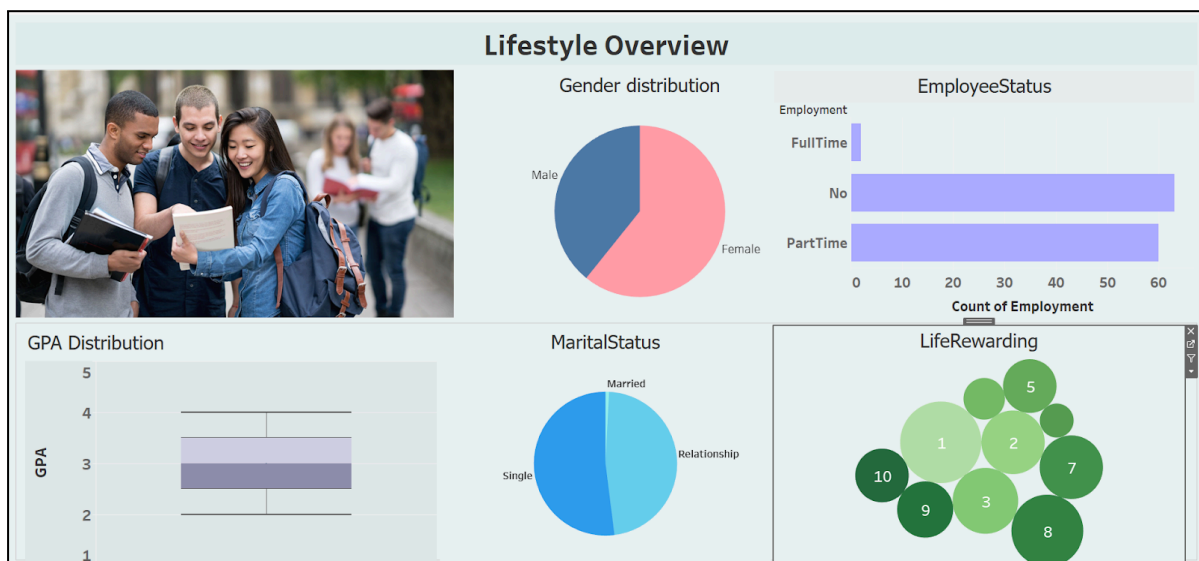 Lifestyle Overview
Gender distribution
Male
Female
EmployeeStatus
Employment
FullTime
No
PartTime
0 10 20 30 40 50 60
Count of Employment
GPA Distribution
GPA
5
4
3
2
1
MaritalStatus
Married
Relationship
Single
LifeRewarding
5
1
2
7
10
3
9
8